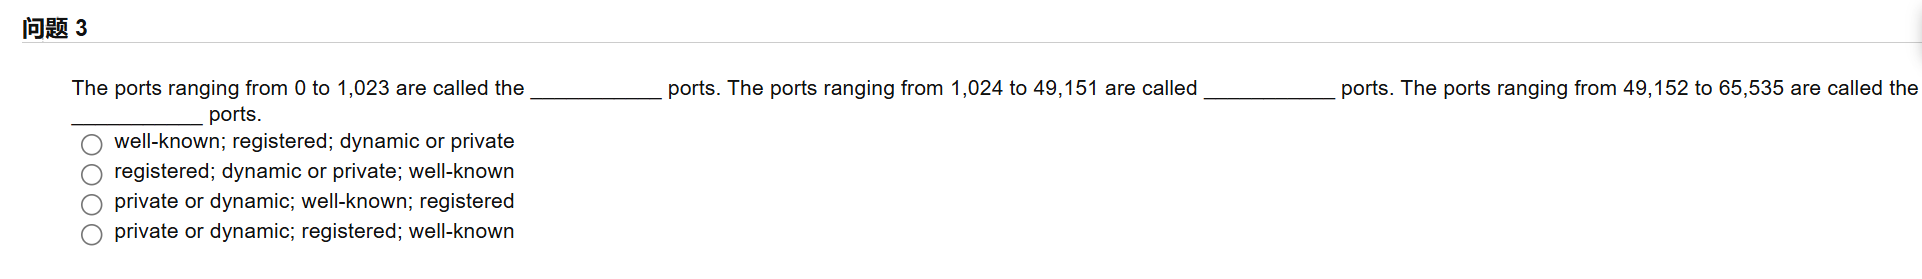 问题 3
The ports ranging from 0 to 1,023 are called the ___________ ports. The ports ranging from 1,024 to 49,151 are called ___________ ports. The ports ranging from 49,152 to 65,535 are called the
___________ ports.
well-known; registered; dynamic or private
registered; dynamic or private; well-known
private or dynamic; well-known; registered
private or dynamic; registered; well-known